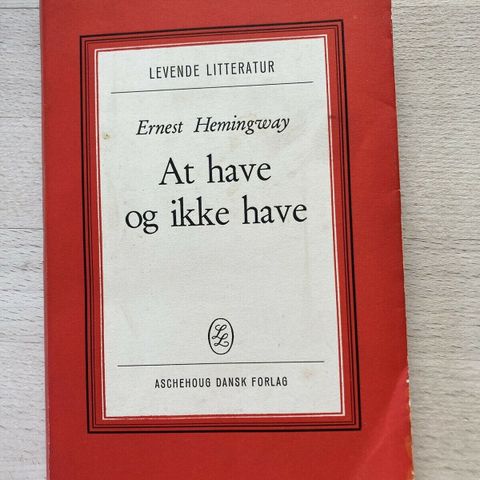 LEVENDE LITTERATUR
Ernest Hemingway
At have
og ikke have
LL
ASCHEHOUG DANSK FORLAG